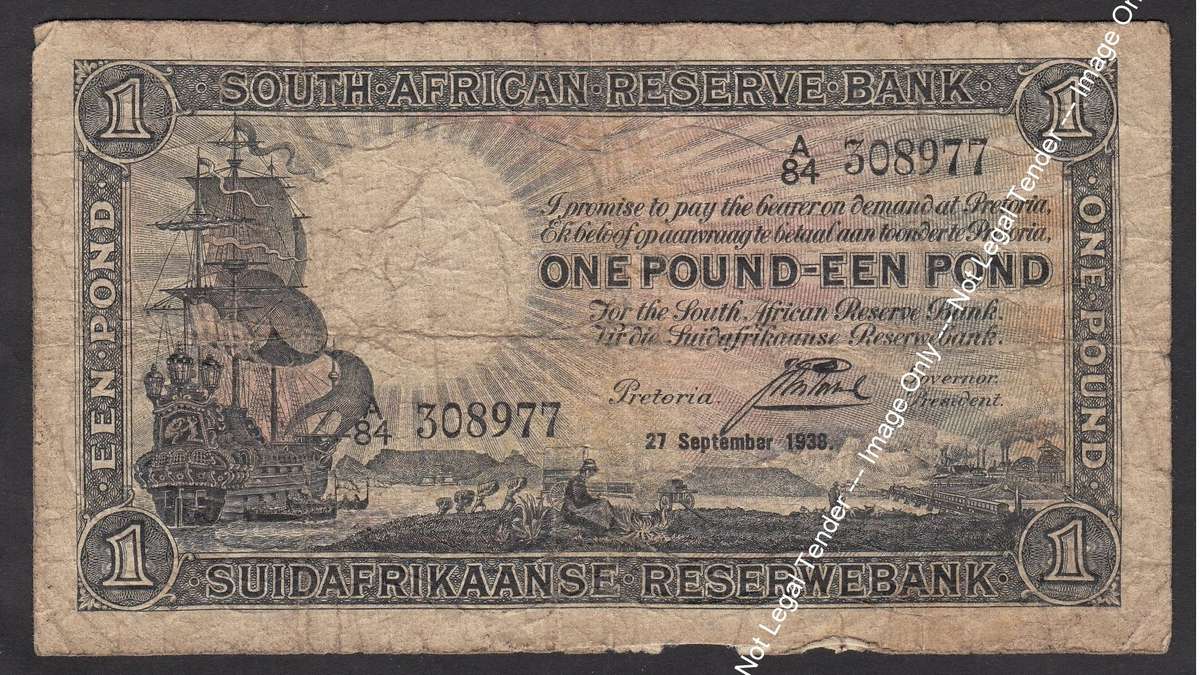 1 · SOUTH · AFRICAN · RESERVE · BANK · 1
A
84 308977
I promise to pay the bearer on demand at Pretoria,
Ek beloof op aanvraag te betaal aan toonder te Pretoria,
ONE POUND-EEN POND
For the South African Reserve Bank.
Vir die Suidafrikaanse Reserwebank.
Pretoria. Governor.
President.
A
84 308977
27 September 1938.
· EEN · POND ·
· ONE · POUND ·
1 · SUIDAFRIKAANSE · RESERWEBANK · 1
Not Legal Tender --- Image Only --- Not Legal Tender --- Image On